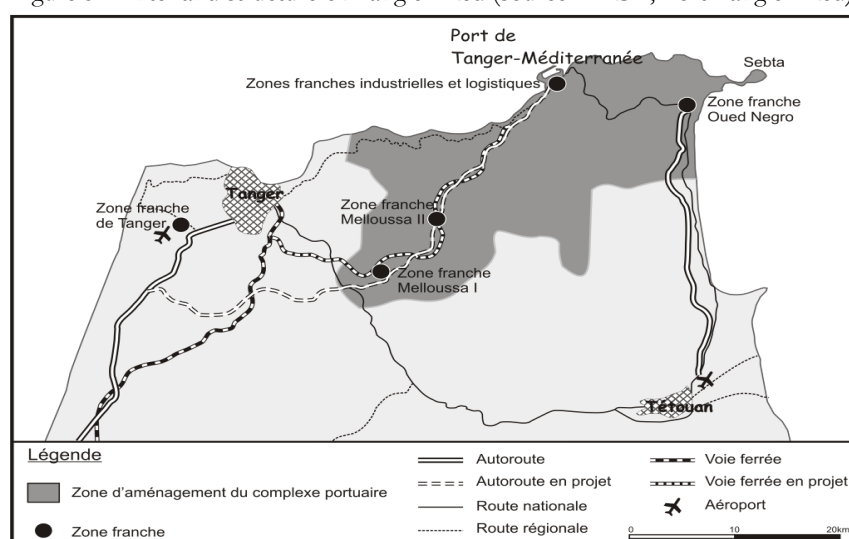 Port de
Tanger-Méditerranée
Sebta
Zones franches industrielles et logistiques
Zone franche
Oued Negro
Tanger
Zone franche
de Tanger
Zone franche
Melloussa II
Zone franche
Melloussa I
Tétouan
Légende
Zone d'aménagement du complexe portuaire
Zone franche
Autoroute
Autoroute en projet
Route nationale
Route régionale
Voie ferrée
Voie ferrée en projet
Aéroport
0 10 20km